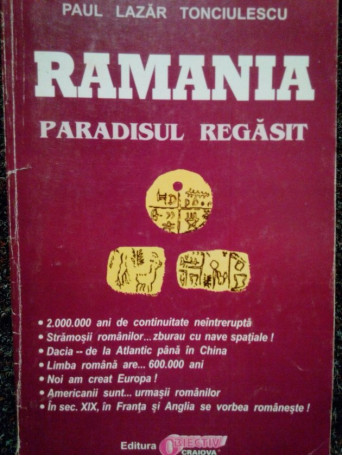 PAUL LAZĂR TONCIULESCU
RAMANIA
PARADISUL REGĂSIT
• 2.000.000 ani de continuitate neîntreruptă
• Strămoşii românilor... zburau cu nave spaţiale !
• Dacia -- de la Atlantic până în China
• Limba română are... 600.000 ani
• Noi am creat Europa !
• Americanii sunt... urmaşii românilor
• În sec. XIX, în Franţa şi Anglia se vorbea româneşte !
Editura OBIECTIV
CRAIOVA